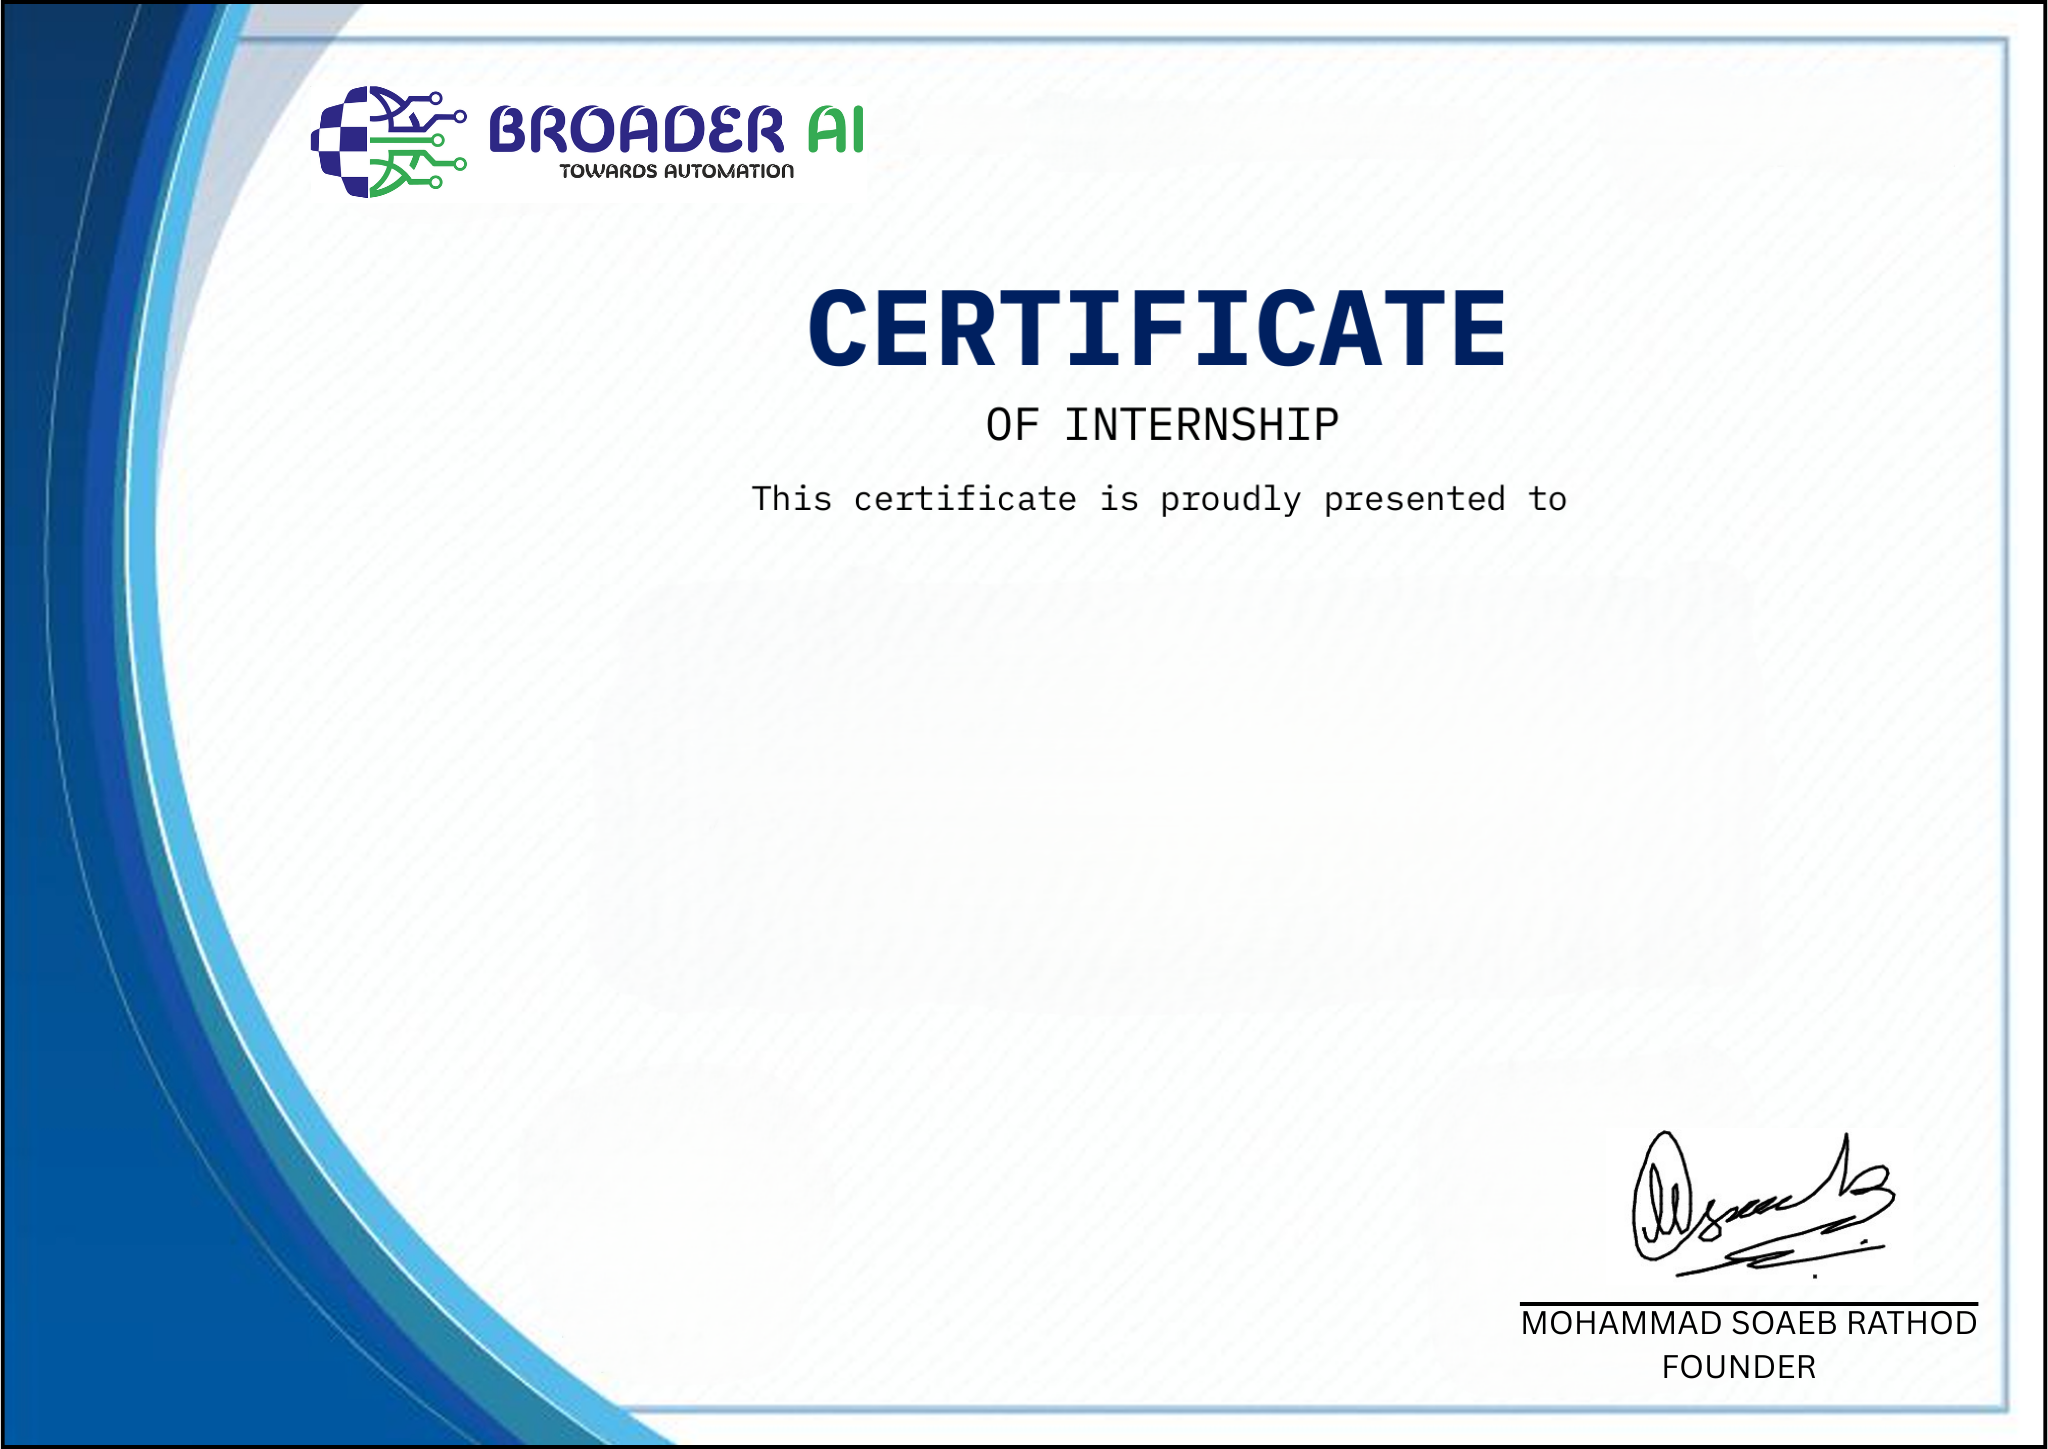 BROADER AI
TOWARDS AUTOMATION
CERTIFICATE
OF INTERNSHIP
This certificate is proudly presented to
MOHAMMAD SOAEB RATHOD
FOUNDER